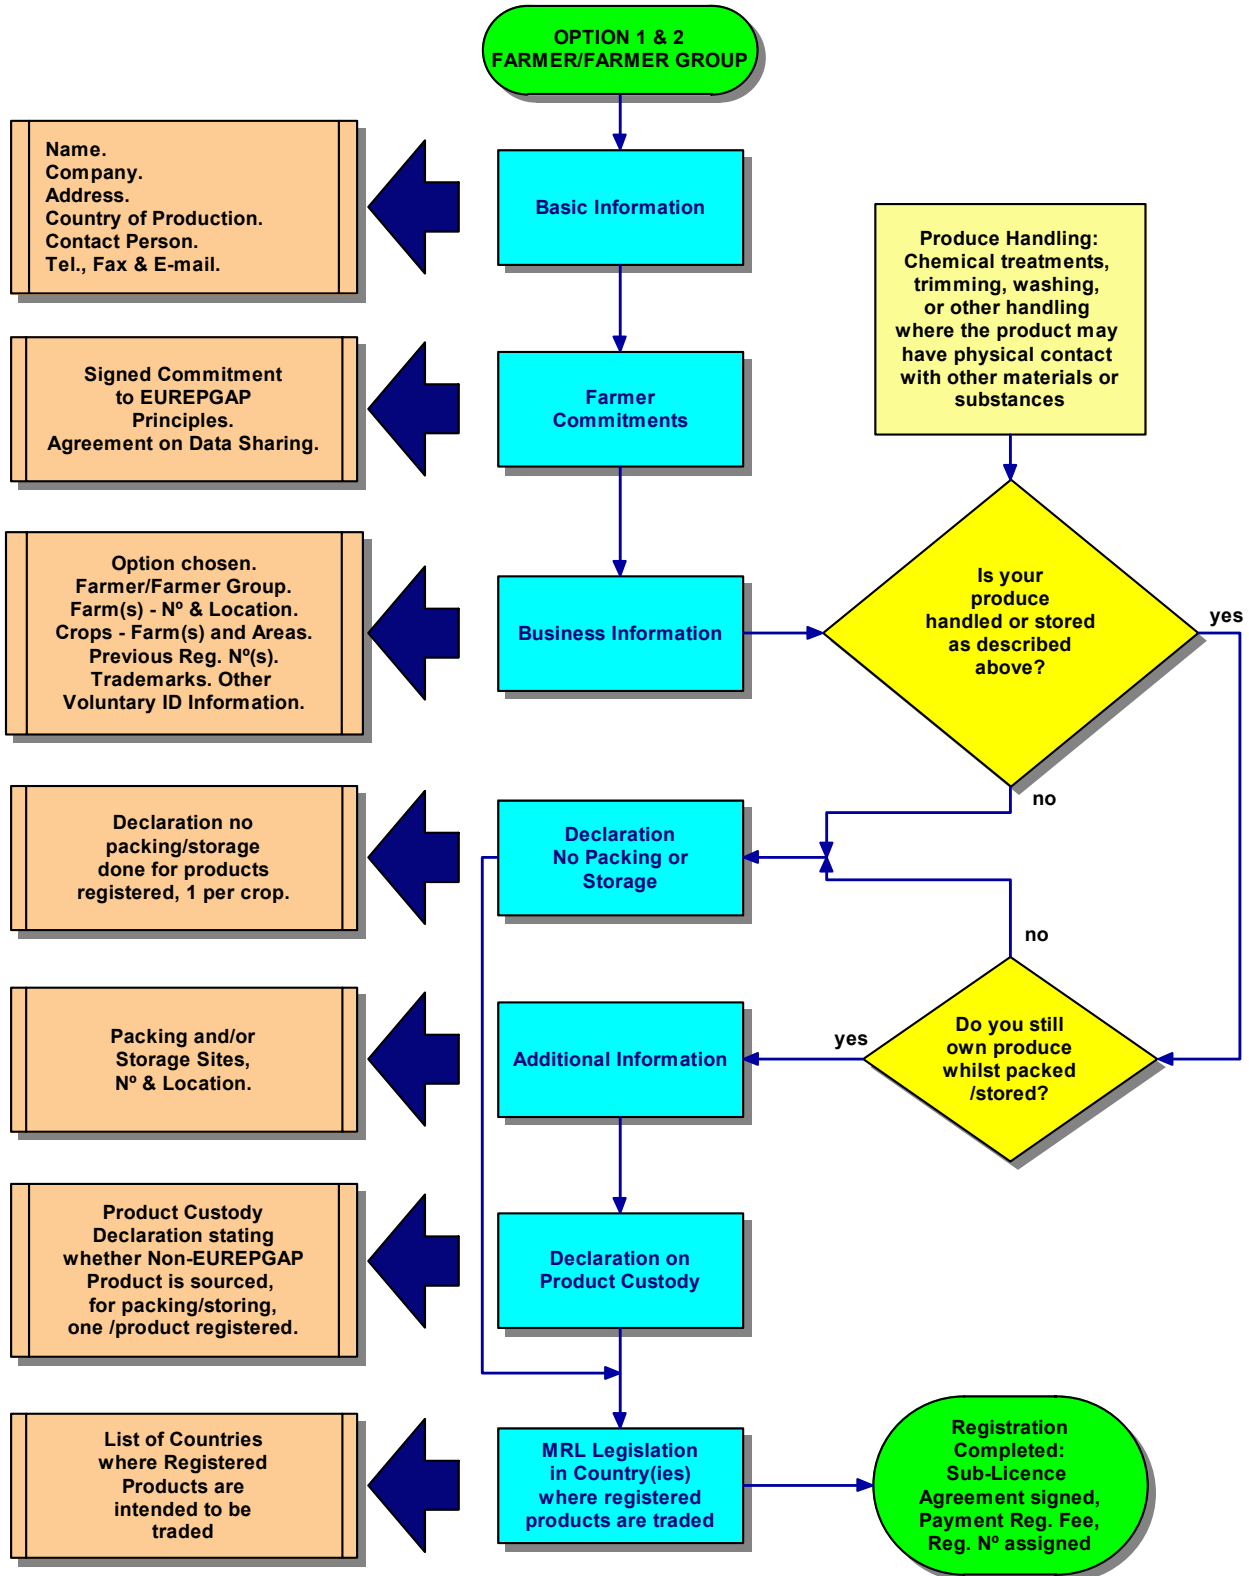 OPTION 1 & 2
FARMER/FARMER GROUP
Name.
Company.
Address.
Country of Production.
Contact Person.
Tel., Fax & E-mail.
Basic Information
Produce Handling:
Chemical treatments,
trimming, washing,
or other handling
where the product may
have physical contact
with other materials or
substances
Signed Commitment
to EUREPGAP
Principles.
Agreement on Data Sharing.
Farmer
Commitments
Option chosen.
Farmer/Farmer Group.
Farm(s) - Nº & Location.
Crops - Farm(s) and Areas.
Previous Reg. Nº(s).
Trademarks. Other
Voluntary ID Information.
Business Information
Is your
produce
handled or stored
as described
above?
yes
no
Declaration no
packing/storage
done for products
registered, 1 per crop.
Declaration
No Packing or
Storage
no
Packing and/or
Storage Sites,
Nº & Location.
Additional Information
yes
Do you still
own produce
whilst packed
/stored?
Product Custody
Declaration stating
whether Non-EUREPGAP
Product is sourced,
for packing/storing,
one /product registered.
Declaration on
Product Custody
List of Countries
where Registered
Products are
intended to be
traded
MRL Legislation
in Country(ies)
where registered
products are traded
Registration
Completed:
Sub-Licence
Agreement signed,
Payment Reg. Fee,
Reg. Nº assigned